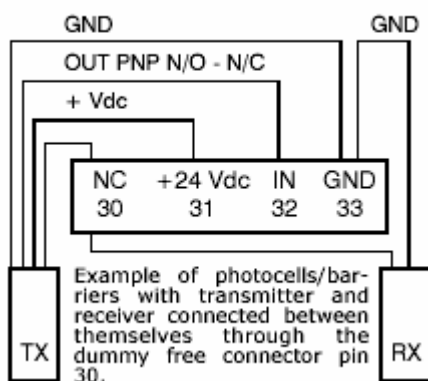 GND GND
OUT PNP N/O - N/C
+ Vdc
NC +24 Vdc IN GND
30 31 32 33
Example of photocells/bar-
riers with transmitter and
receiver connected between
themselves through the
dummy free connector pin
30.
TX RX